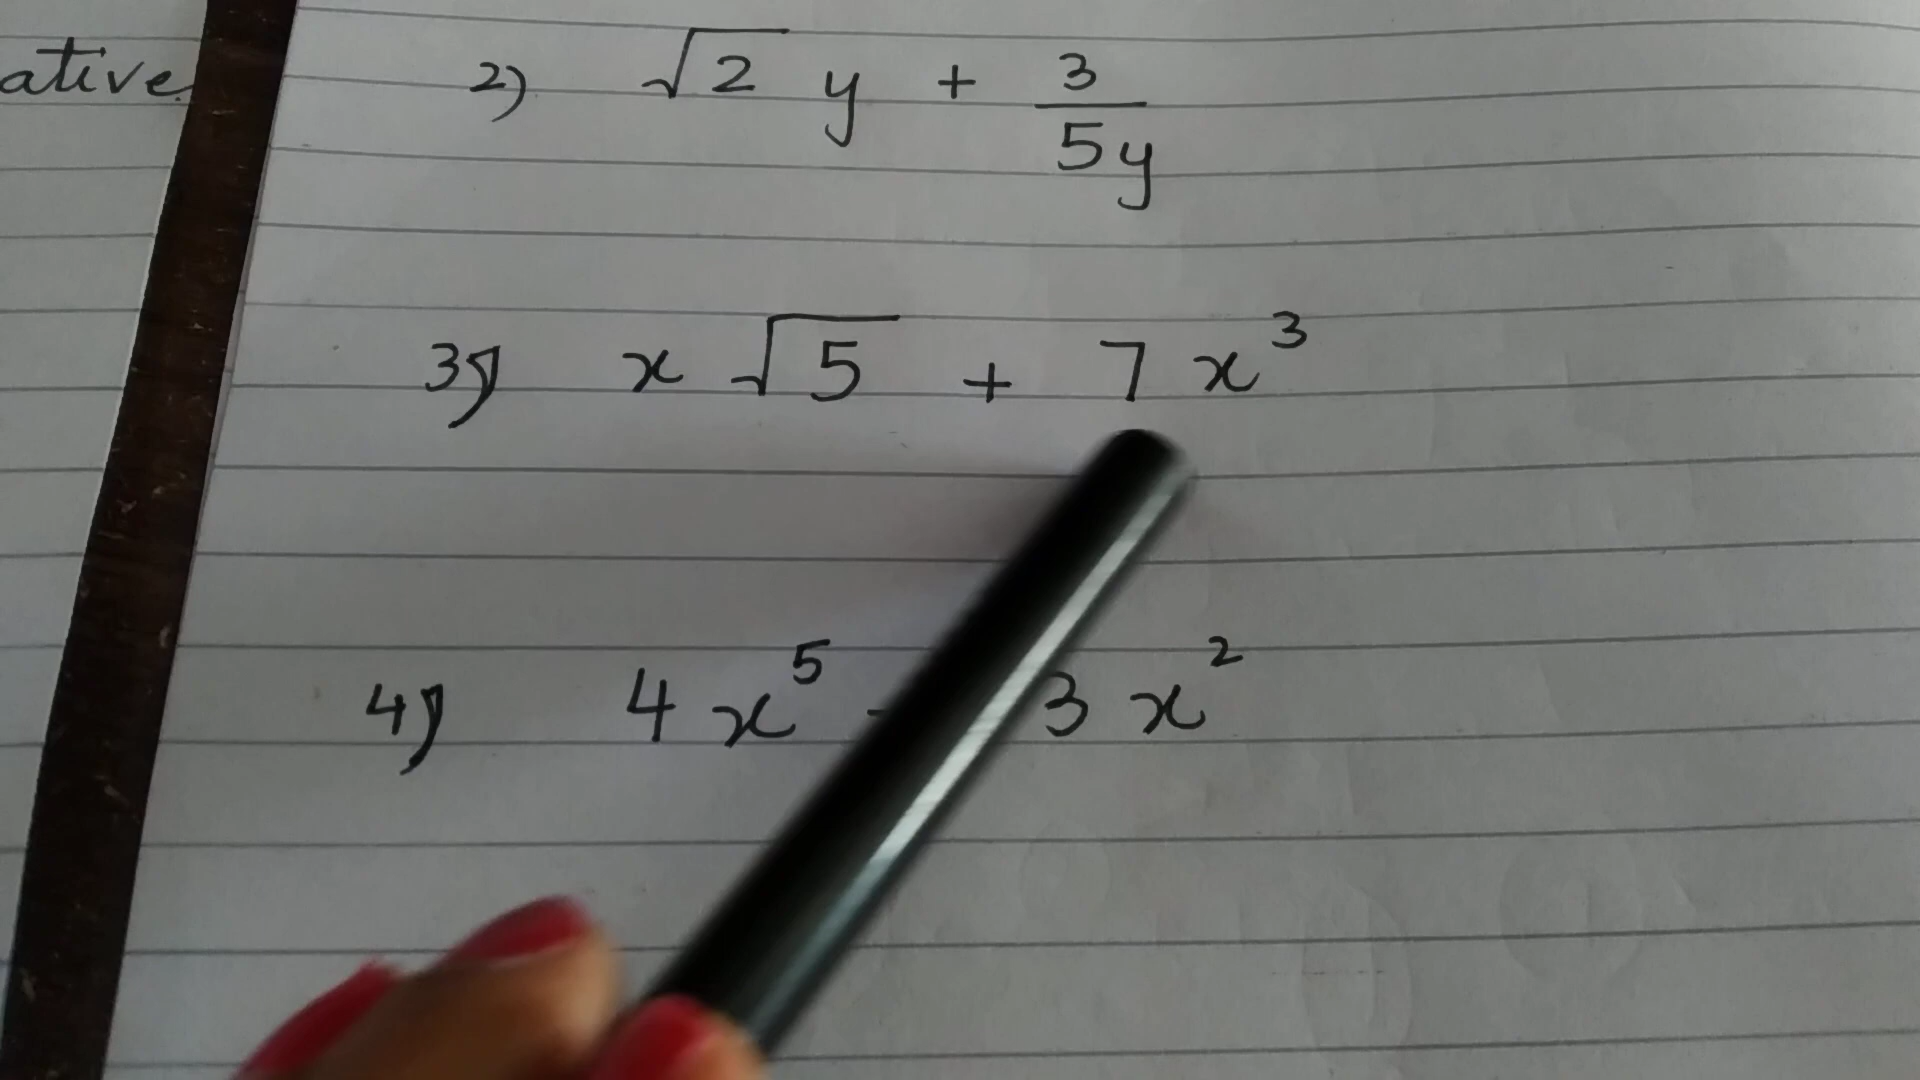 ative
2) √2 y + 3/5y
3) x √5 + 7 x³
4) 4 x⁵ - 3 x²